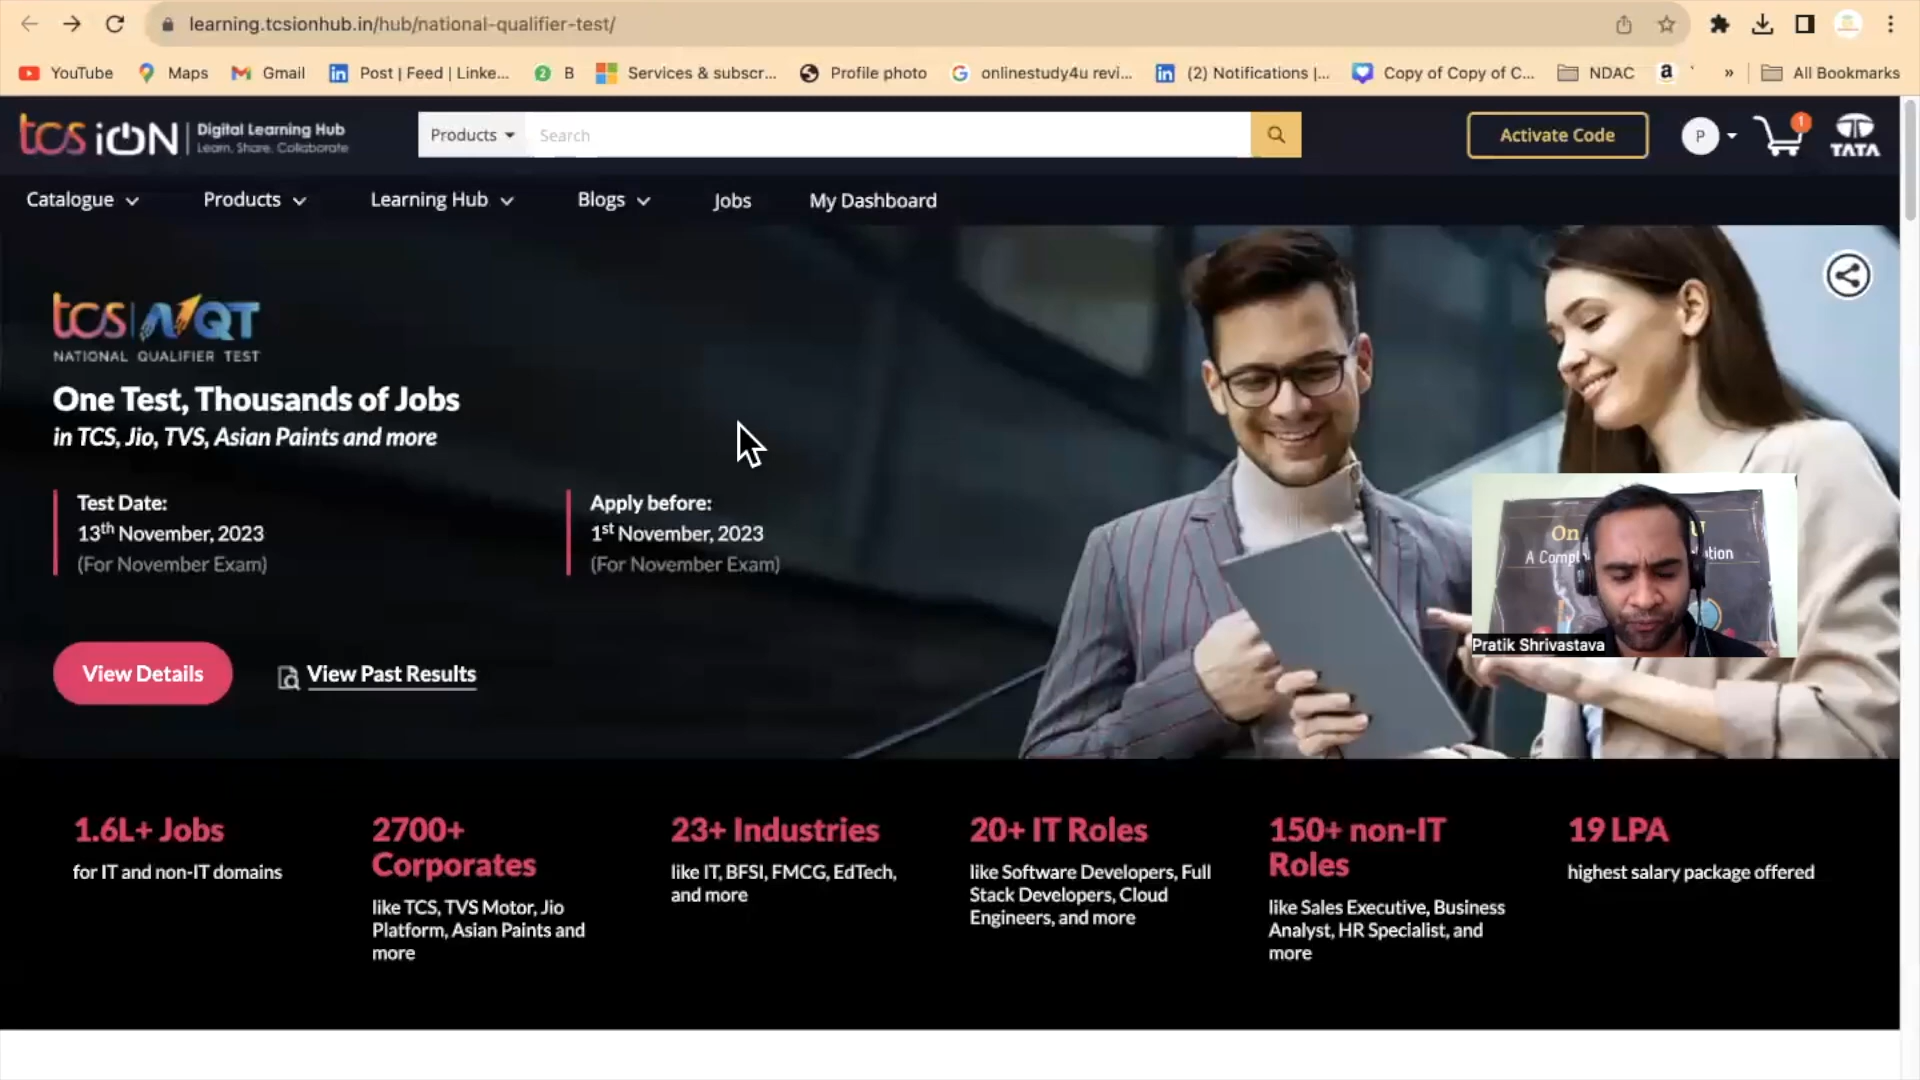 learning.tcsionhub.in/hub/national-qualifier-test/
YouTube Maps Gmail Post | Feed | Linke... B Services & subscr... Profile photo onlinestudy4u revi... (2) Notifications |... Copy of Copy of C... NDAC » All Bookmarks
tcs iON Digital Learning Hub
Learn. Share. Collaborate
Products Search
Activate Code
P
1
TATA
Catalogue Products Learning Hub Blogs Jobs My Dashboard
tcs NQT
NATIONAL QUALIFIER TEST
One Test, Thousands of Jobs
in TCS, Jio, TVS, Asian Paints and more
Test Date:
13th November, 2023
(For November Exam)
Apply before:
1st November, 2023
(For November Exam)
View Details
View Past Results
On
U
Pratik Shrivastava
1.6L+ Jobs
for IT and non-IT domains
2700+
Corporates
like TCS, TVS Motor, Jio
Platform, Asian Paints and
more
23+ Industries
like IT, BFSI, FMCG, EdTech,
and more
20+ IT Roles
like Software Developers, Full
Stack Developers, Cloud
Engineers, and more
150+ non-IT
Roles
like Sales Executive, Business
Analyst, HR Specialist, and
more
19 LPA
highest salary package offered